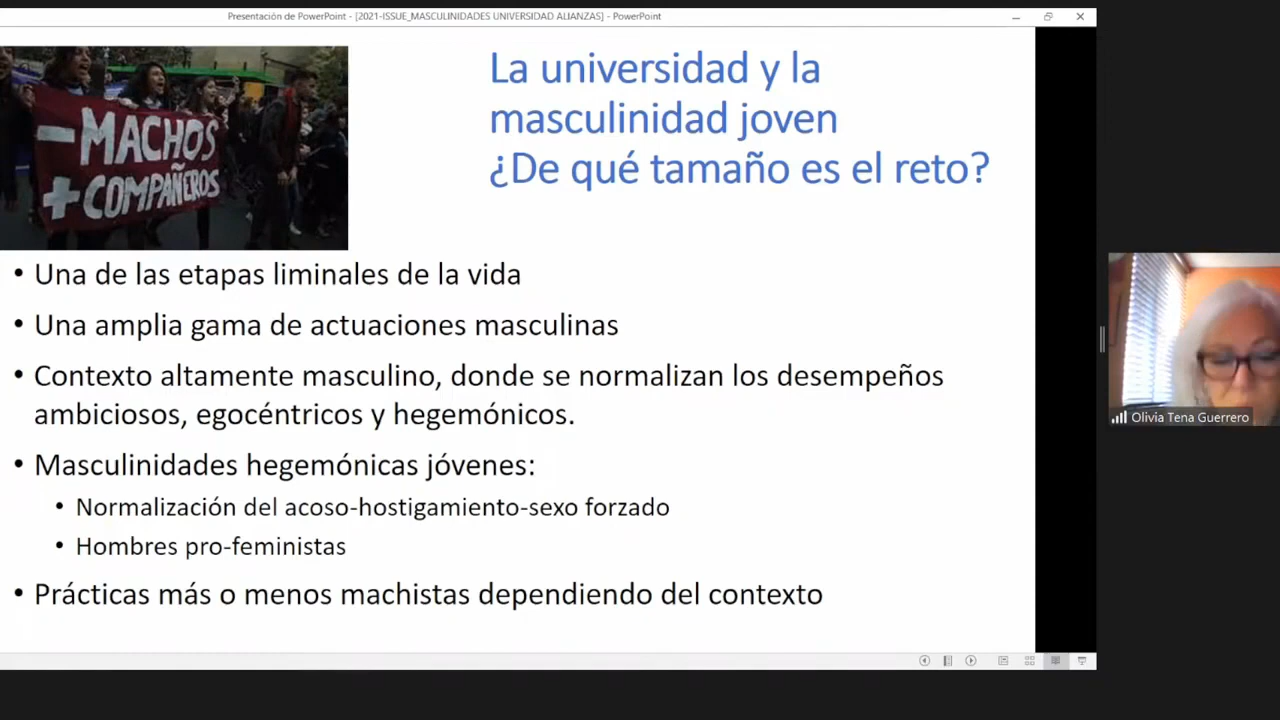 Presentación de PowerPoint - [2021-ISSUE_MASCULINIDADES UNIVERSIDAD ALIANZAS] - PowerPoint
- MACHOS
+ COMPAÑEROS
La universidad y la
masculinidad joven
¿De qué tamaño es el reto?
• Una de las etapas liminales de la vida
• Una amplia gama de actuaciones masculinas
• Contexto altamente masculino, donde se normalizan los desempeños
ambiciosos, egocéntricos y hegemónicos.
• Masculinidades hegemónicas jóvenes:
• Normalización del acoso-hostigamiento-sexo forzado
• Hombres pro-feministas
• Prácticas más o menos machistas dependiendo del contexto
Olivia Tena Guerrero